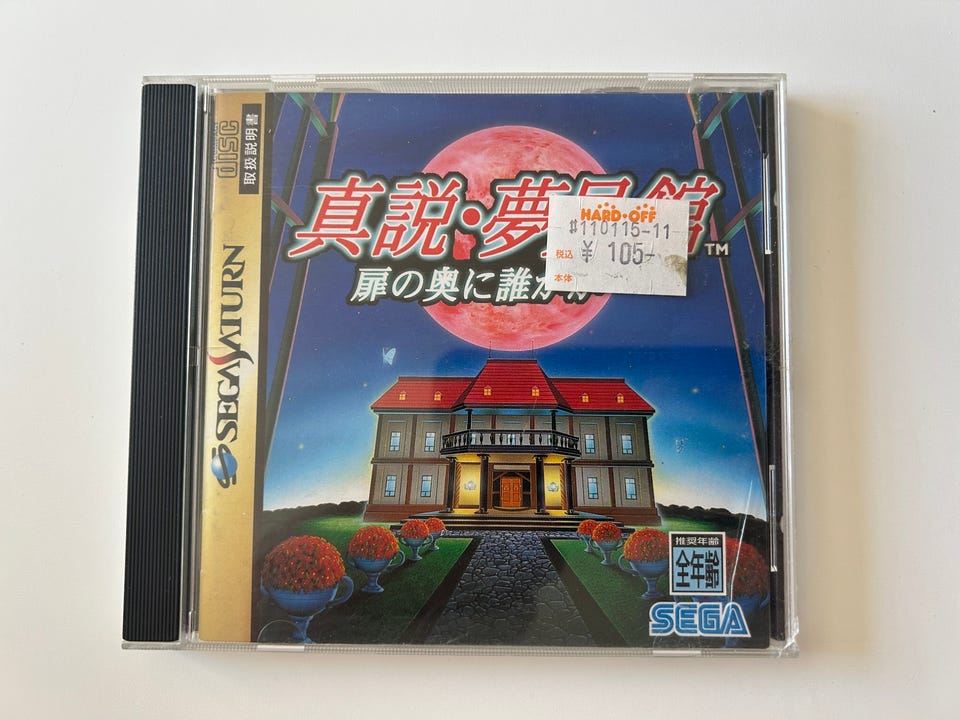 DISC
取扱説明書
SEGA SATURN
真説・夢見館
TM
扉の奥に誰かが
HARD・OFF
#110115-11
税込 ¥ 105-
本体
推奨年齢
全年齢
SEGA